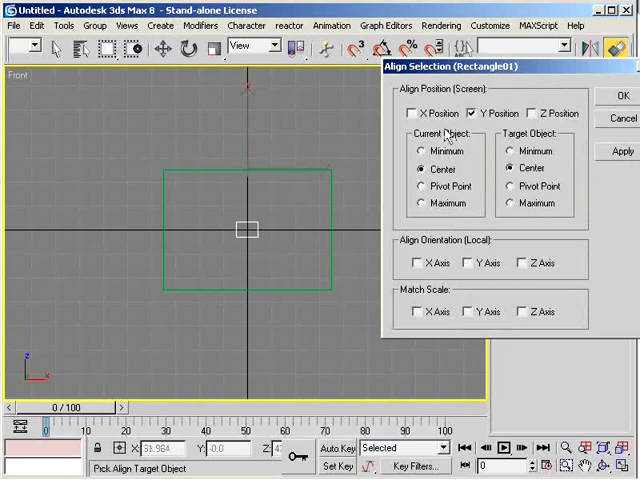 Untitled - Autodesk 3ds Max 8 - Stand-alone License
File Edit Tools Group Views Create Modifiers Character reactor Animation Graph Editors Rendering Customize MAXScript Help
View 3 %
Front
Align Selection (Rectangle01)
Align Position (Screen):
X Position Y Position Z Position
Current Object: Target Object:
Minimum Minimum
Center Center
Pivot Point Pivot Point
Maximum Maximum
Align Orientation (Local):
X Axis Y Axis Z Axis
Match Scale:
X Axis Y Axis Z Axis
OK
Cancel
Apply
z
x
0 / 100
0 10 20 30 40 50 60 70 80 90 100
X: Y: -0.0 Z:
Auto Key Selected
Pick Align Target Object
Set Key Key Filters... 0